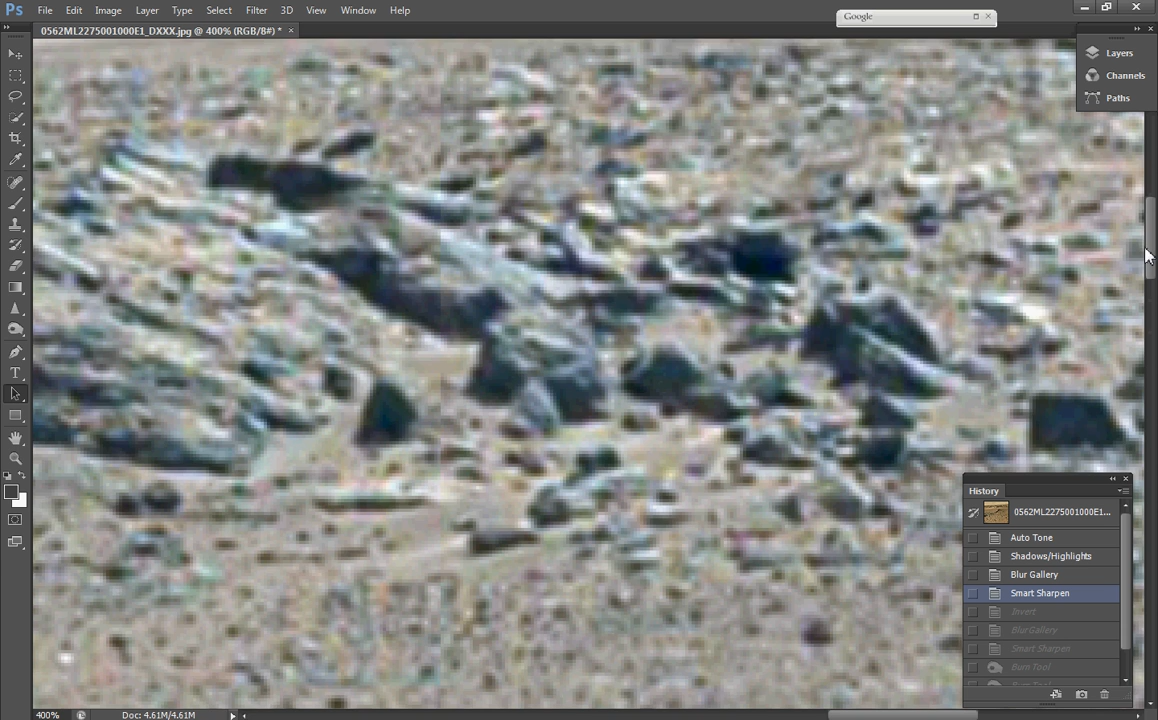 Ps File Edit Image Layer Type Select Filter 3D View Window Help
Google
0562ML2275001000E1_DXXX.jpg @ 400% (RGB/8#) *
Layers
Channels
Paths
T
History
0562ML2275001000E1...
Auto Tone
Shadows/Highlights
Blur Gallery
Smart Sharpen
Invert
BlurGallery
Smart Sharpen
Burn Tool
400% Doc: 4.61M/4.61M